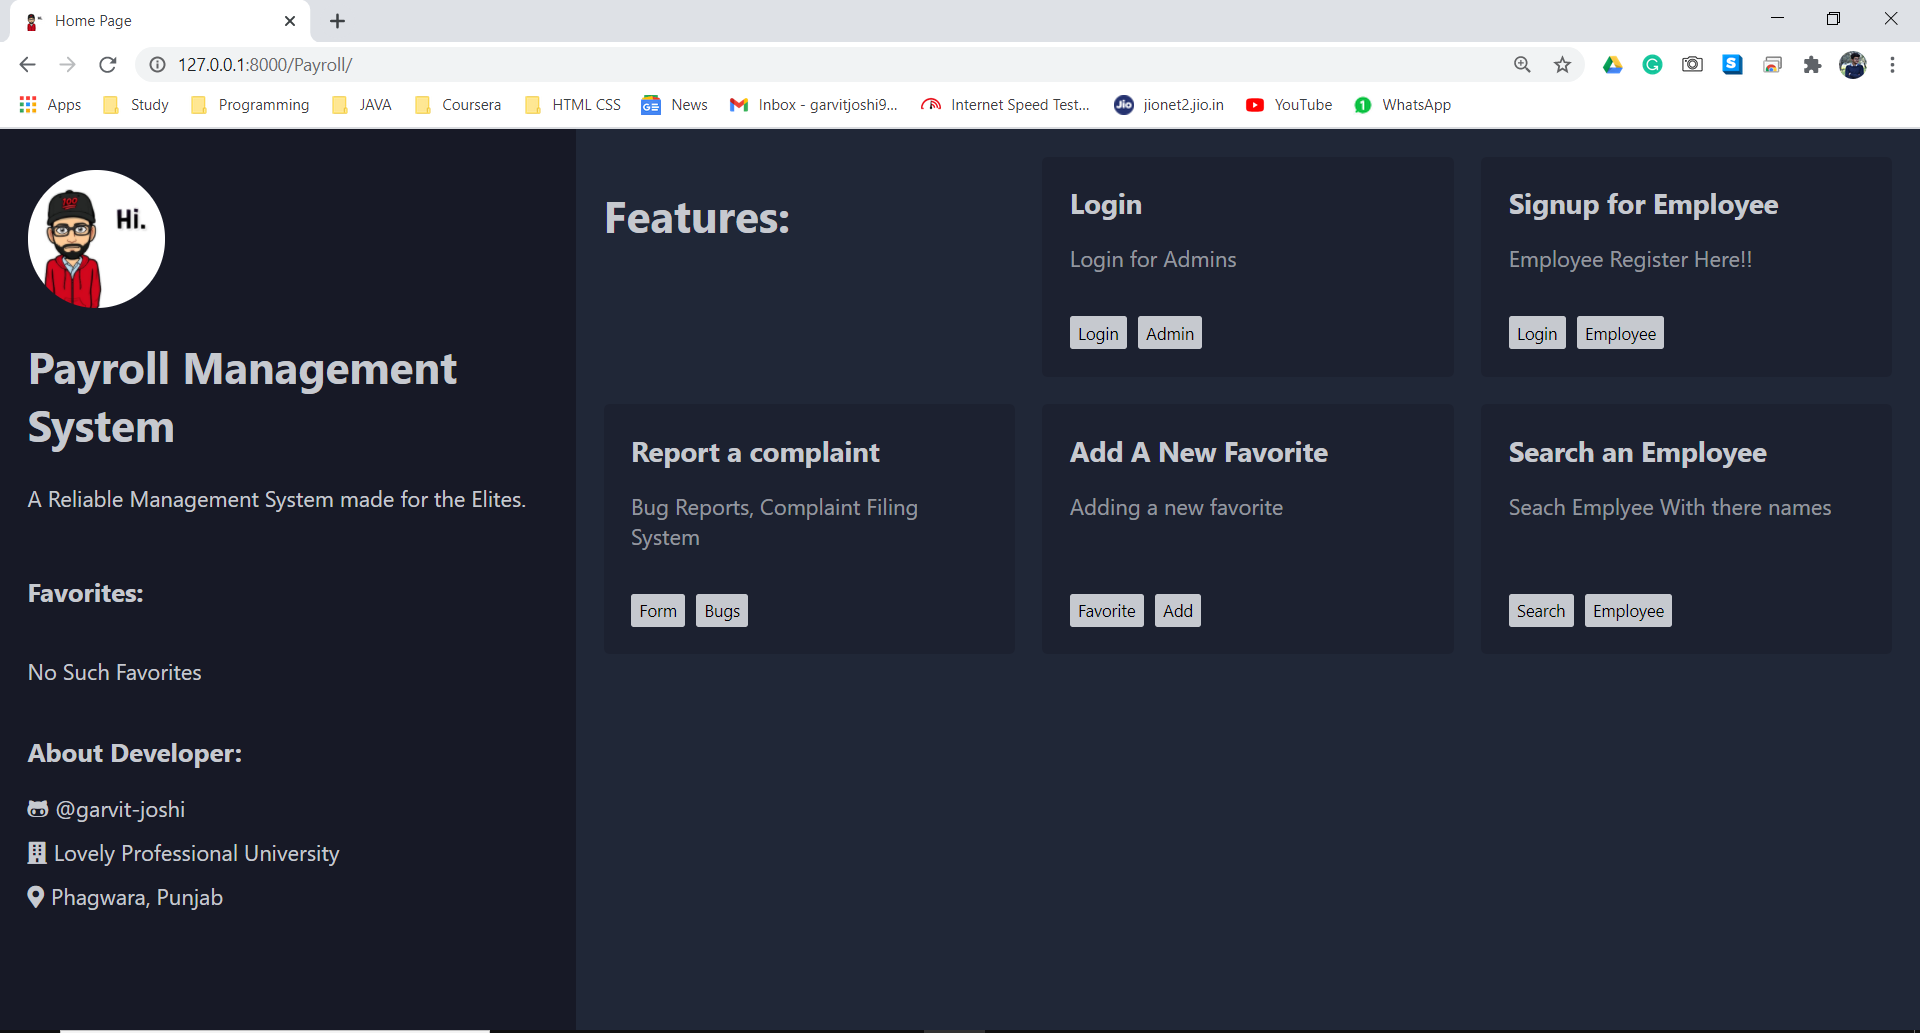 Home Page
127.0.0.1:8000/Payroll/
Apps Study Programming JAVA Coursera HTML CSS News Inbox - garvitjoshi9... Internet Speed Test... jionet2.jio.in YouTube WhatsApp
Hi.
Payroll Management
System
A Reliable Management System made for the Elites.
Favorites:
No Such Favorites
About Developer:
@garvit-joshi
Lovely Professional University
Phagwara, Punjab
Features:
Login
Login for Admins
Login Admin
Signup for Employee
Employee Register Here!!
Login Employee
Report a complaint
Bug Reports, Complaint Filing
System
Form Bugs
Add A New Favorite
Adding a new favorite
Favorite Add
Search an Employee
Seach Emplyee With there names
Search Employee